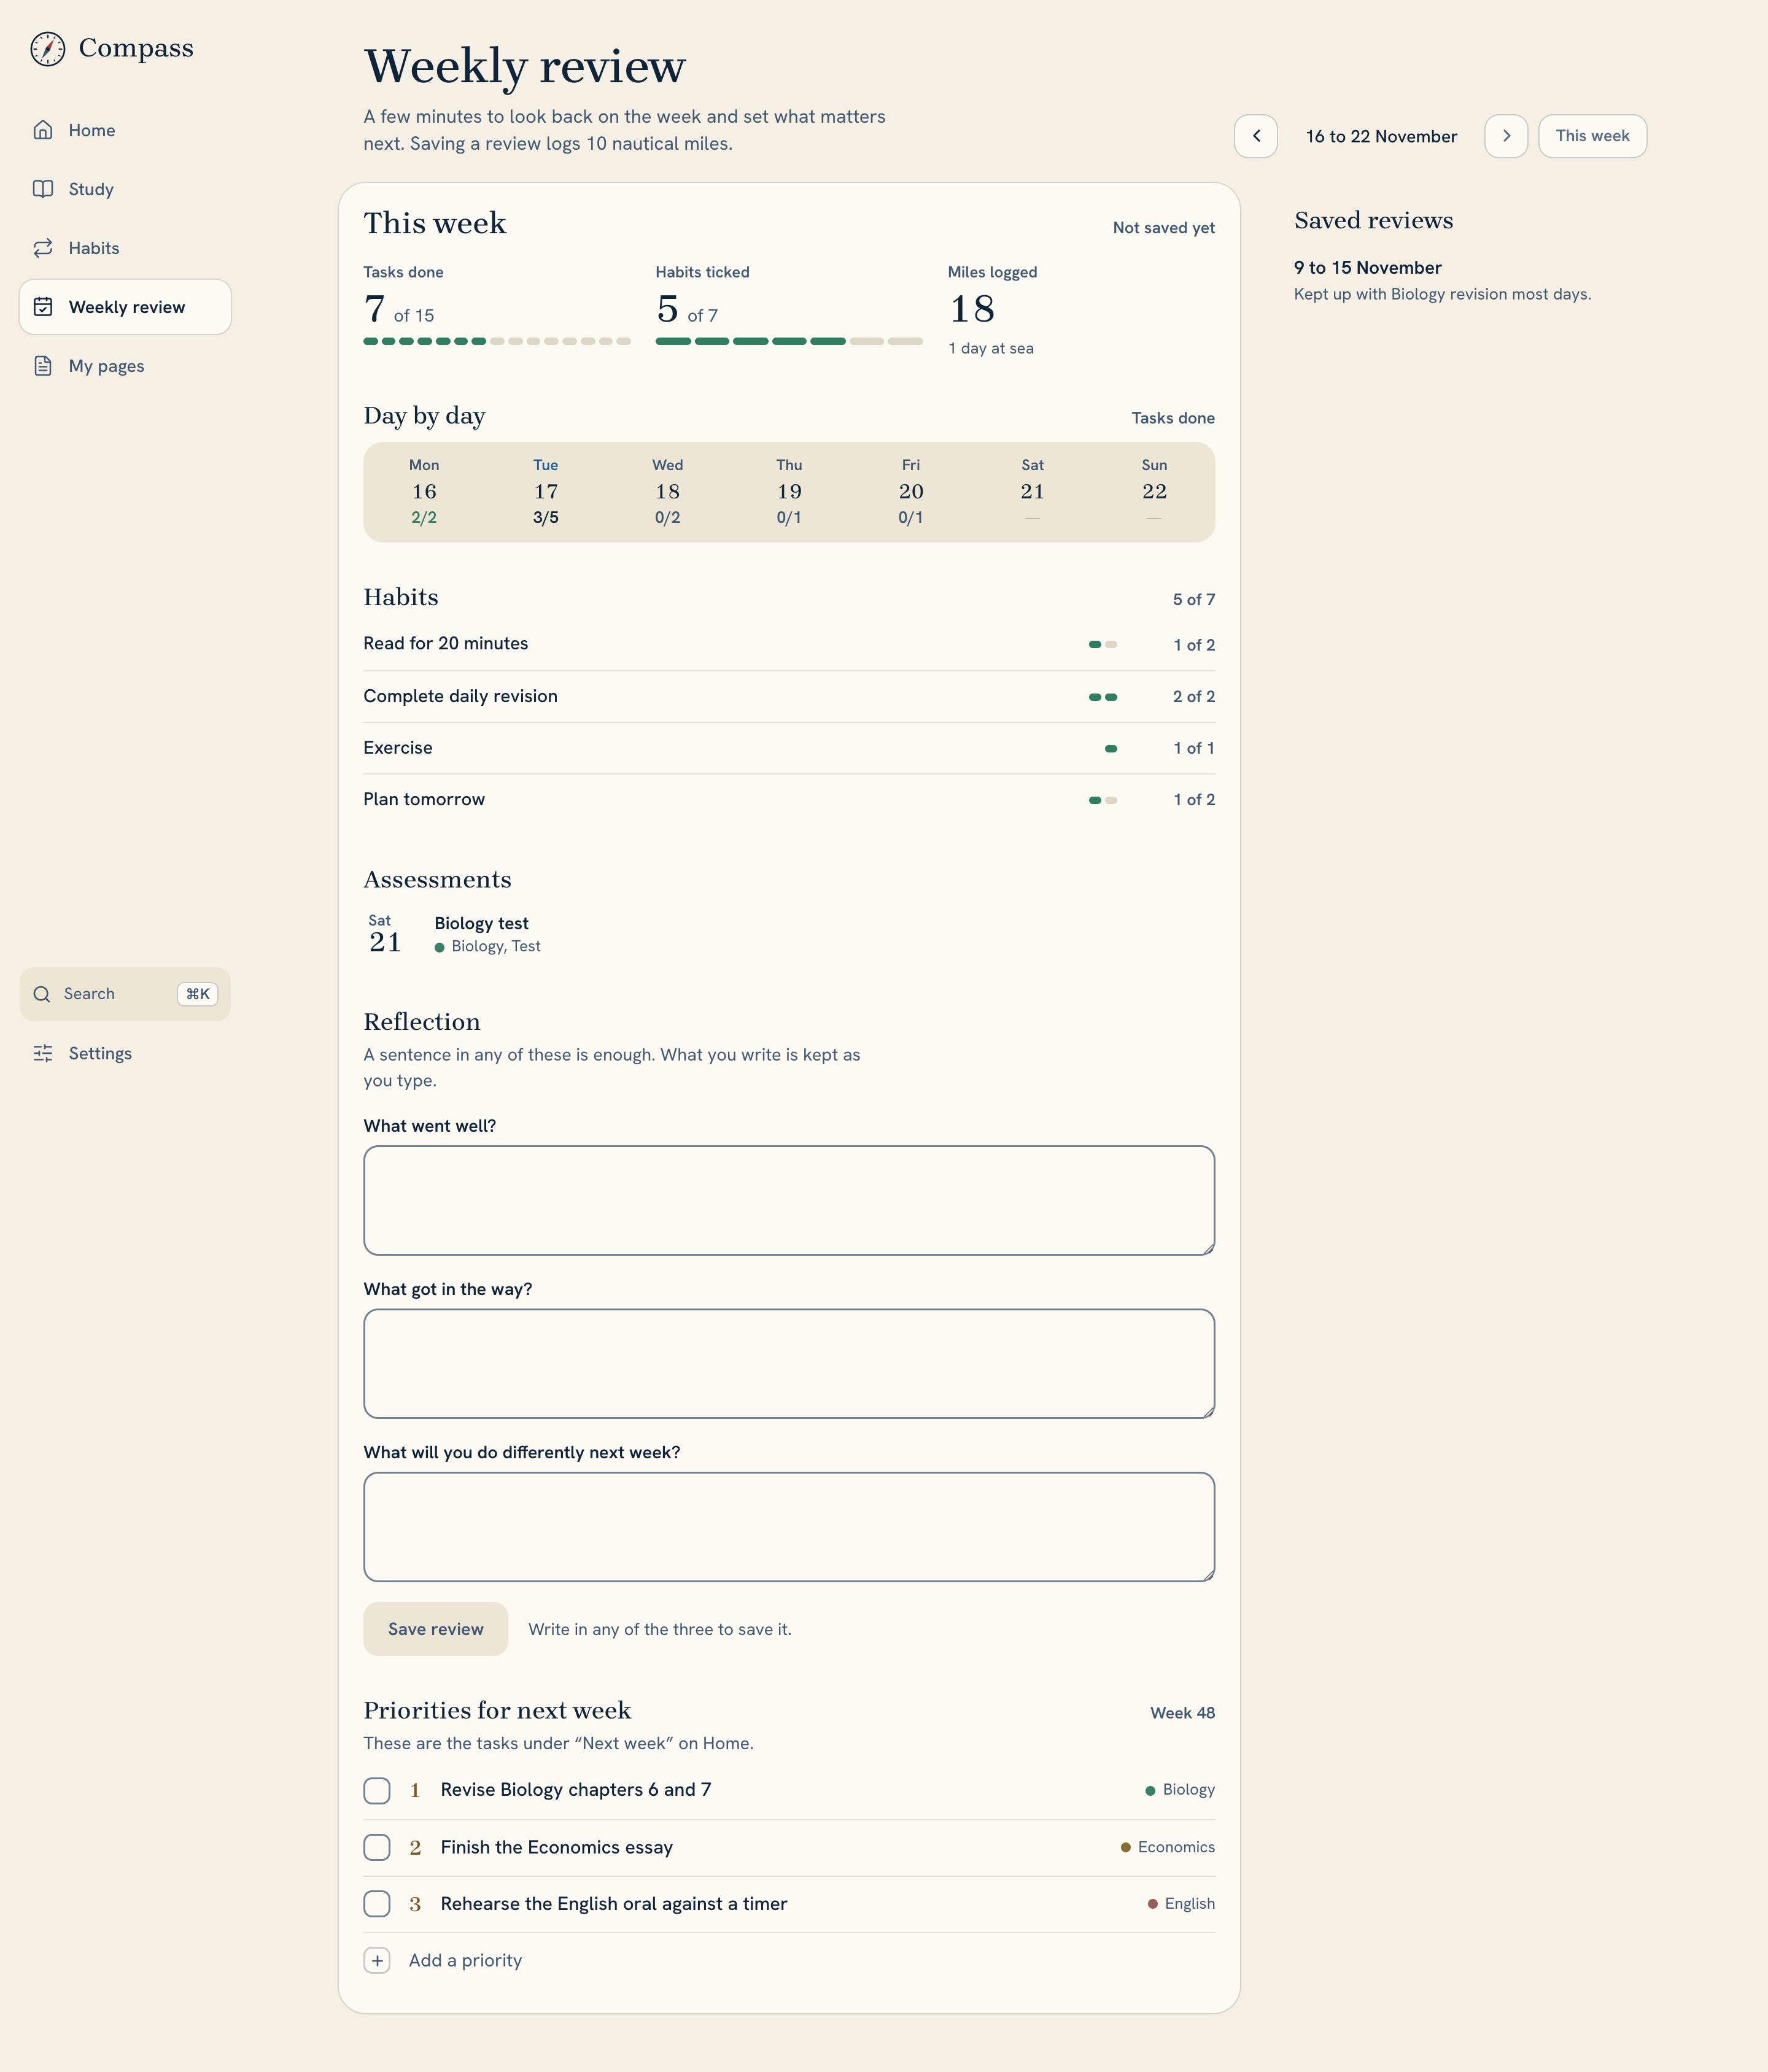 Compass
Home
Study
Habits
Weekly review
My pages
Search
⌘K
Settings
Weekly review
A few minutes to look back on the week and set what matters
next. Saving a review logs 10 nautical miles.
16 to 22 November
This week
This week
Not saved yet
Tasks done
7 of 15
Habits ticked
5 of 7
Miles logged
18
1 day at sea
Day by day
Tasks done
Mon Tue Wed Thu Fri Sat Sun
16 17 18 19 20 21 22
2/2 3/5 0/2 0/1 0/1 — —
Habits
5 of 7
Read for 20 minutes
1 of 2
Complete daily revision
2 of 2
Exercise
1 of 1
Plan tomorrow
1 of 2
Assessments
Sat
21
Biology test
Biology, Test
Reflection
A sentence in any of these is enough. What you write is kept as
you type.
What went well?
What got in the way?
What will you do differently next week?
Save review
Write in any of the three to save it.
Priorities for next week
Week 48
These are the tasks under “Next week” on Home.
1 Revise Biology chapters 6 and 7
Biology
2 Finish the Economics essay
Economics
3 Rehearse the English oral against a timer
English
Add a priority
Saved reviews
9 to 15 November
Kept up with Biology revision most days.